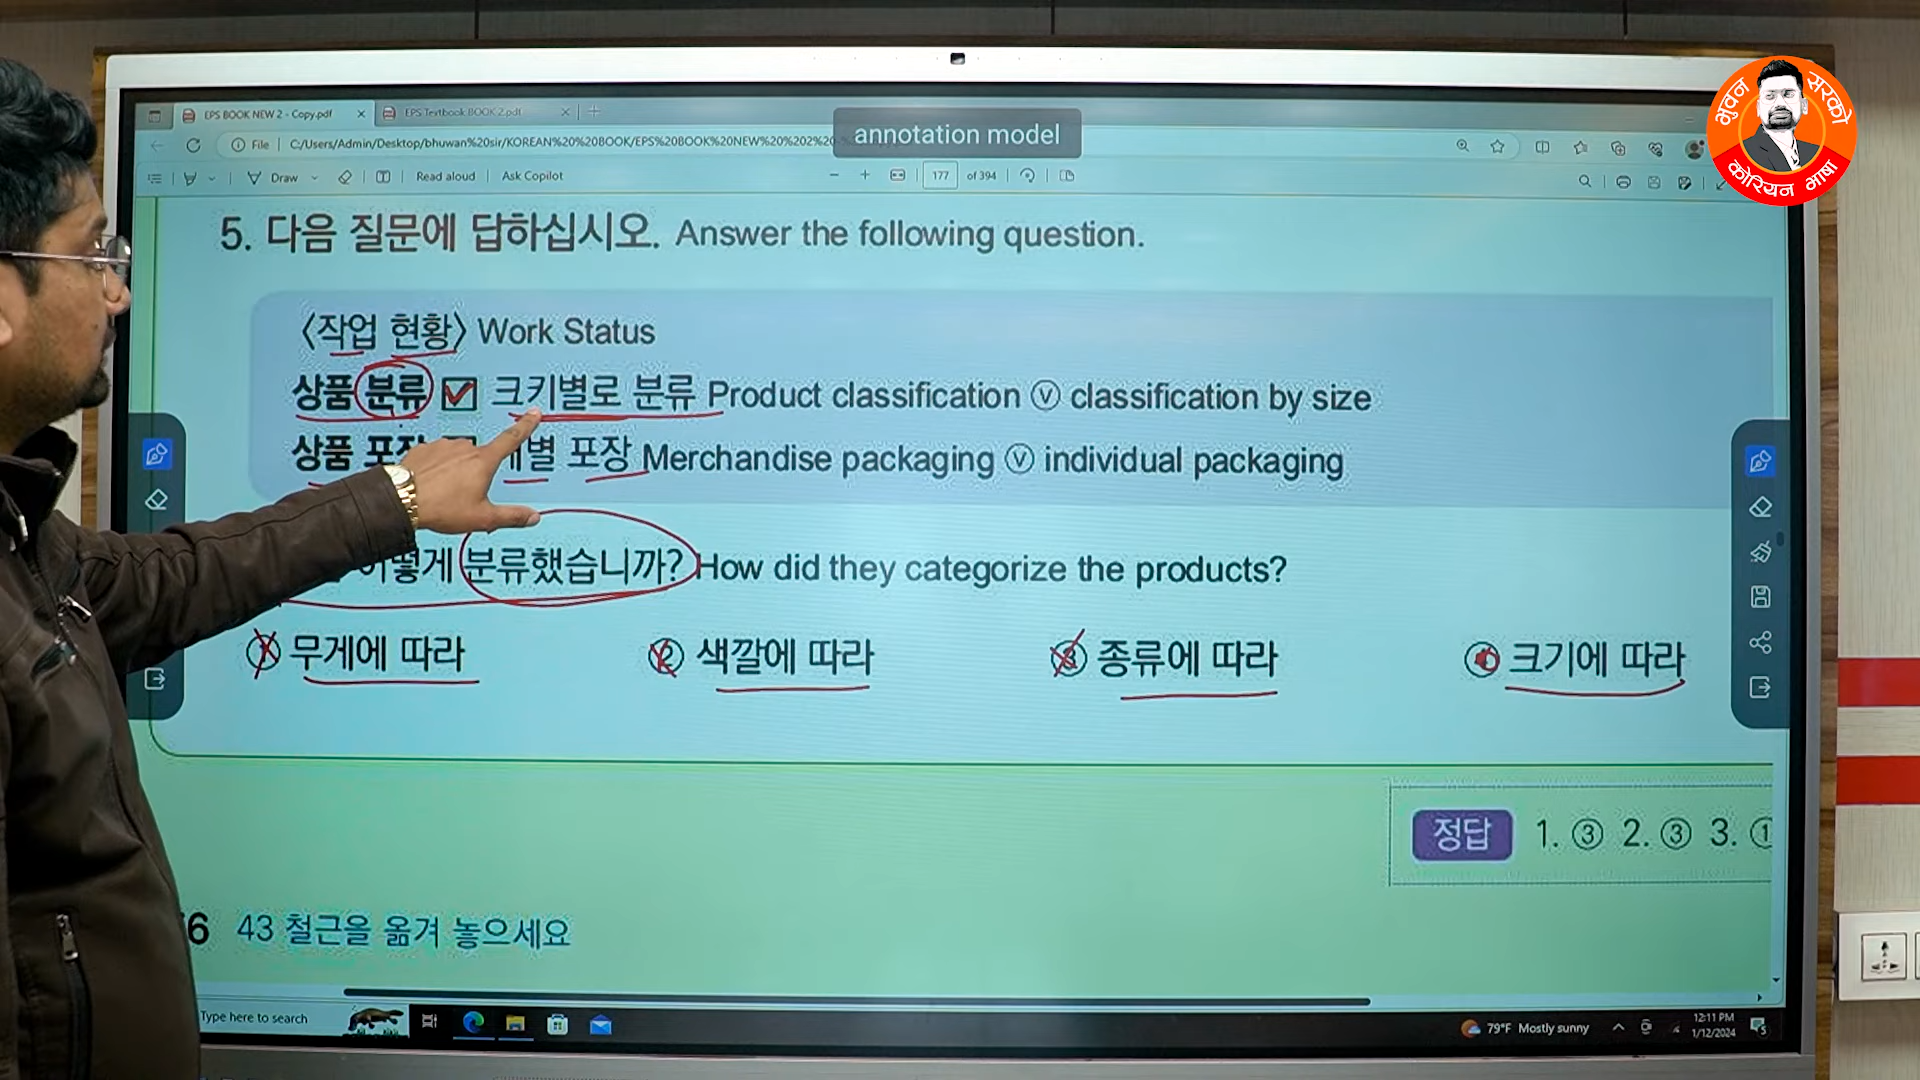 EPS BOOK NEW 2 - Copy.pdf
EPS Textbook BOOK 2.pdf
annotation model
File
C:/Users/Admin/Desktop/bhuwan%20sir/KOREAN%20%20BOOK/EPS%20BOOK%20NEW%20%202%20-
Draw
Read aloud
Ask Copilot
177
of 394
भुवन सरको
कोरियन भाषा
5. 다음 질문에 답하십시오. Answer the following question.
〈작업 현황〉 Work Status
상품 분류 크키별로 분류 Product classification ⓥ classification by size
상품 별 포장 Merchandise packaging ⓥ individual packaging
분류했습니까? How did they categorize the products?
① 무게에 따라 ② 색깔에 따라 ③ 종류에 따라 ④ 크기에 따라
정답 1. ③ 2. ③ 3. ①
6 43 철근을 옮겨 놓으세요
Type here to search
79°F Mostly sunny
12:11 PM
1/12/2024